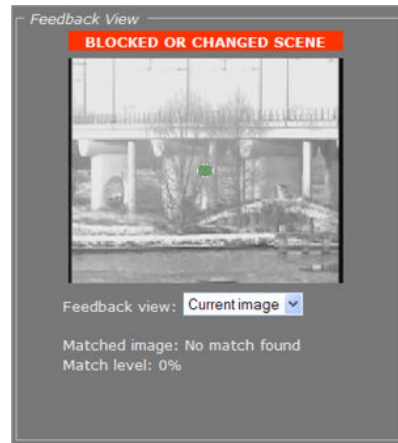 Feedback View
BLOCKED OR CHANGED SCENE
Feedback view: Current image
Matched image: No match found
Match level: 0%